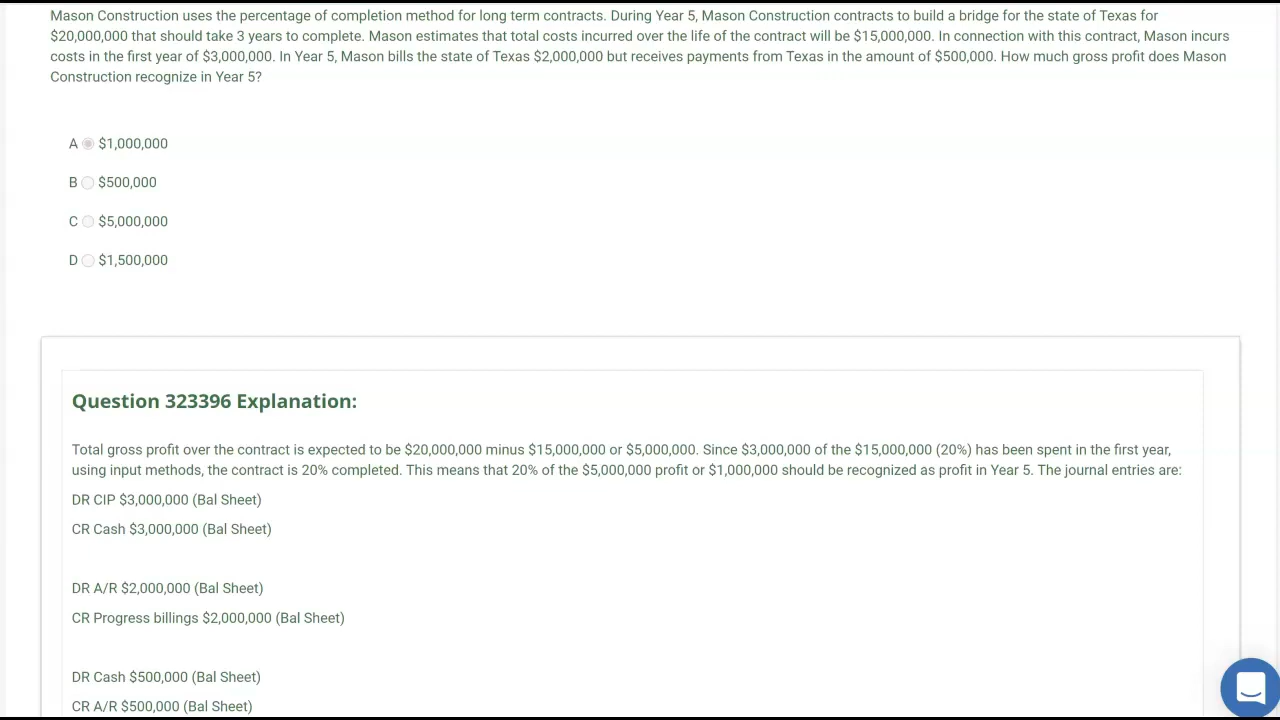 Mason Construction uses the percentage of completion method for long term contracts. During Year 5, Mason Construction contracts to build a bridge for the state of Texas for
$20,000,000 that should take 3 years to complete. Mason estimates that total costs incurred over the life of the contract will be $15,000,000. In connection with this contract, Mason incurs
costs in the first year of $3,000,000. In Year 5, Mason bills the state of Texas $2,000,000 but receives payments from Texas in the amount of $500,000. How much gross profit does Mason
Construction recognize in Year 5?
A $1,000,000
B $500,000
C $5,000,000
D $1,500,000
Question 323396 Explanation:
Total gross profit over the contract is expected to be $20,000,000 minus $15,000,000 or $5,000,000. Since $3,000,000 of the $15,000,000 (20%) has been spent in the first year,
using input methods, the contract is 20% completed. This means that 20% of the $5,000,000 profit or $1,000,000 should be recognized as profit in Year 5. The journal entries are:
DR CIP $3,000,000 (Bal Sheet)
CR Cash $3,000,000 (Bal Sheet)
DR A/R $2,000,000 (Bal Sheet)
CR Progress billings $2,000,000 (Bal Sheet)
DR Cash $500,000 (Bal Sheet)
CR A/R $500,000 (Bal Sheet)